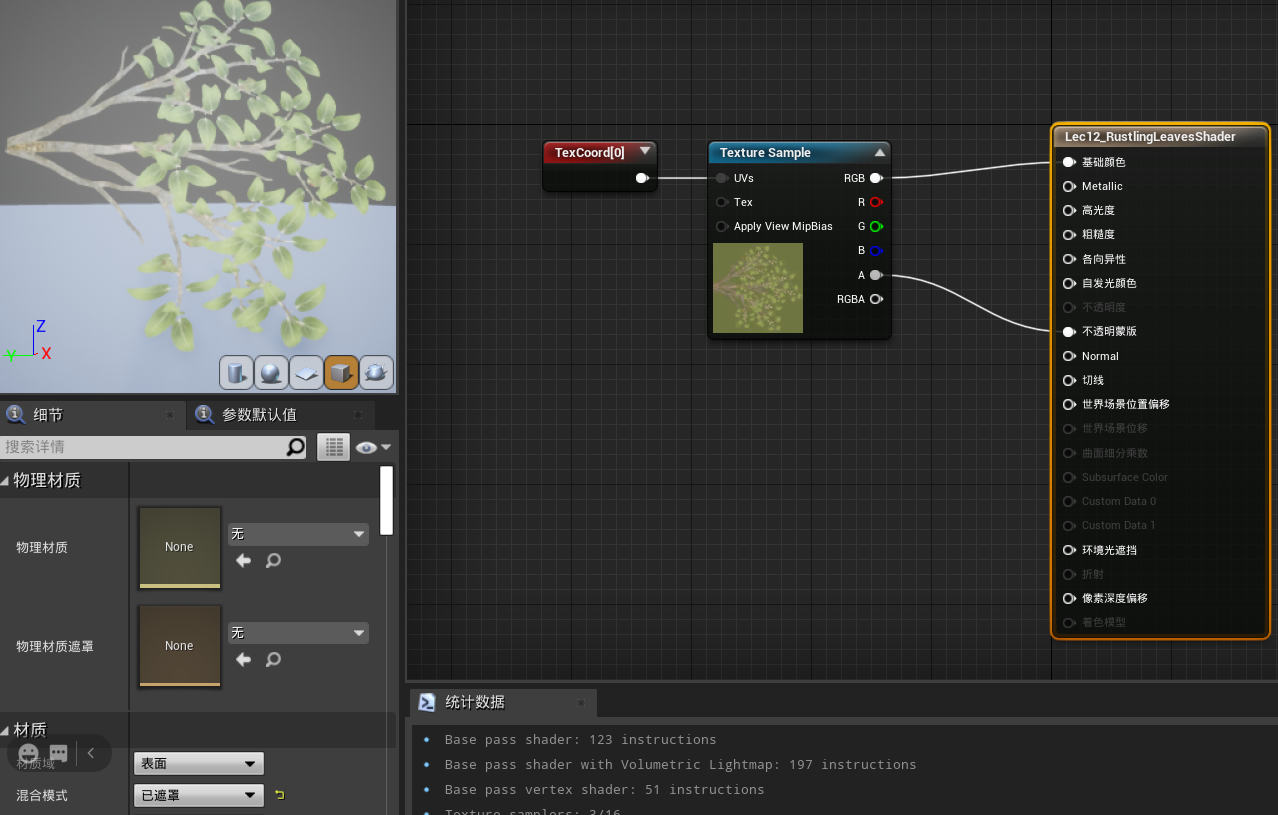 Z
Y
X
细节
参数默认值
搜索详情
物理材质
物理材质
None
无
物理材质遮罩
None
无
材质
材质域
表面
混合模式
已遮罩
TexCoord[0]
Texture Sample
UVs
RGB
Tex
R
Apply View MipBias
G
B
A
RGBA
Lec12_RustlingLeavesShader
基础颜色
Metallic
高光度
粗糙度
各向异性
自发光颜色
不透明度
不透明蒙版
Normal
切线
世界场景位置偏移
世界场景位移
曲面细分乘数
Subsurface Color
Custom Data 0
Custom Data 1
环境光遮挡
折射
像素深度偏移
着色模型
统计数据
Base pass shader: 123 instructions
Base pass shader with Volumetric Lightmap: 197 instructions
Base pass vertex shader: 51 instructions
Texture samplers: 3/16